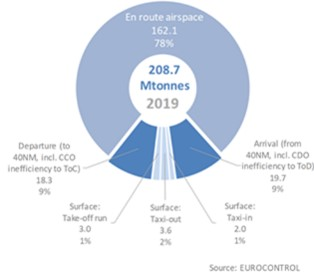 En route airspace
162.1
78%
208.7
Mtonnes
2019
Departure (to
40NM, incl. CCO
inefficiency to ToC)
18.3
9%
Arrival (from
40NM, incl. CDO
inefficiency to ToD)
19.7
9%
Surface:
Take-off run
3.0
1%
Surface:
Taxi-out
3.6
2%
Surface:
Taxi-in
2.0
1%
Source: EUROCONTROL